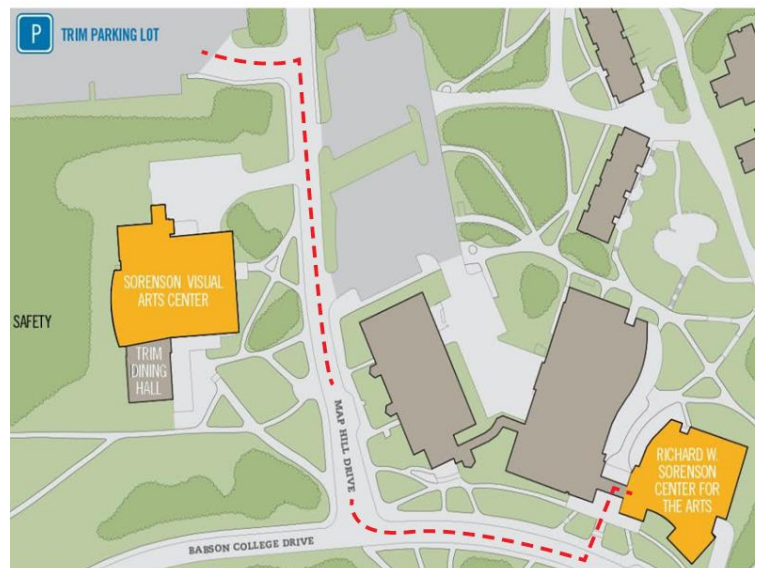 P
TRIM PARKING LOT
SORENSON VISUAL
ARTS CENTER
SAFETY
TRIM
DINING
HALL
MAP HILL DRIVE
RICHARD W.
SORENSON
CENTER FOR
THE ARTS
BABSON COLLEGE DRIVE